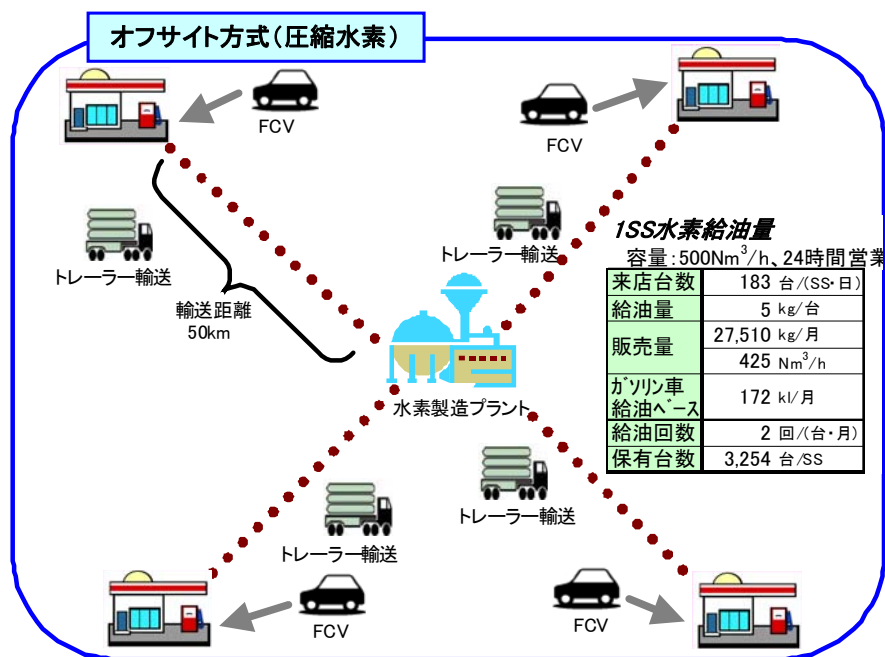 オフサイト方式（圧縮水素）
FCV
FCV
トレーラー輸送
トレーラー輸送
輸送距離
50km
1SS水素給油量
容量：500Nm³/h、24時間営業
来店台数 183 台/(SS・日)
給油量 5 kg/台
販売量 27,510 kg/月
425 Nm³/h
ガソリン車
給油ベース 172 kl/月
給油回数 2 回/(台・月)
保有台数 3,254 台/SS
水素製造プラント
トレーラー輸送
トレーラー輸送
FCV
FCV